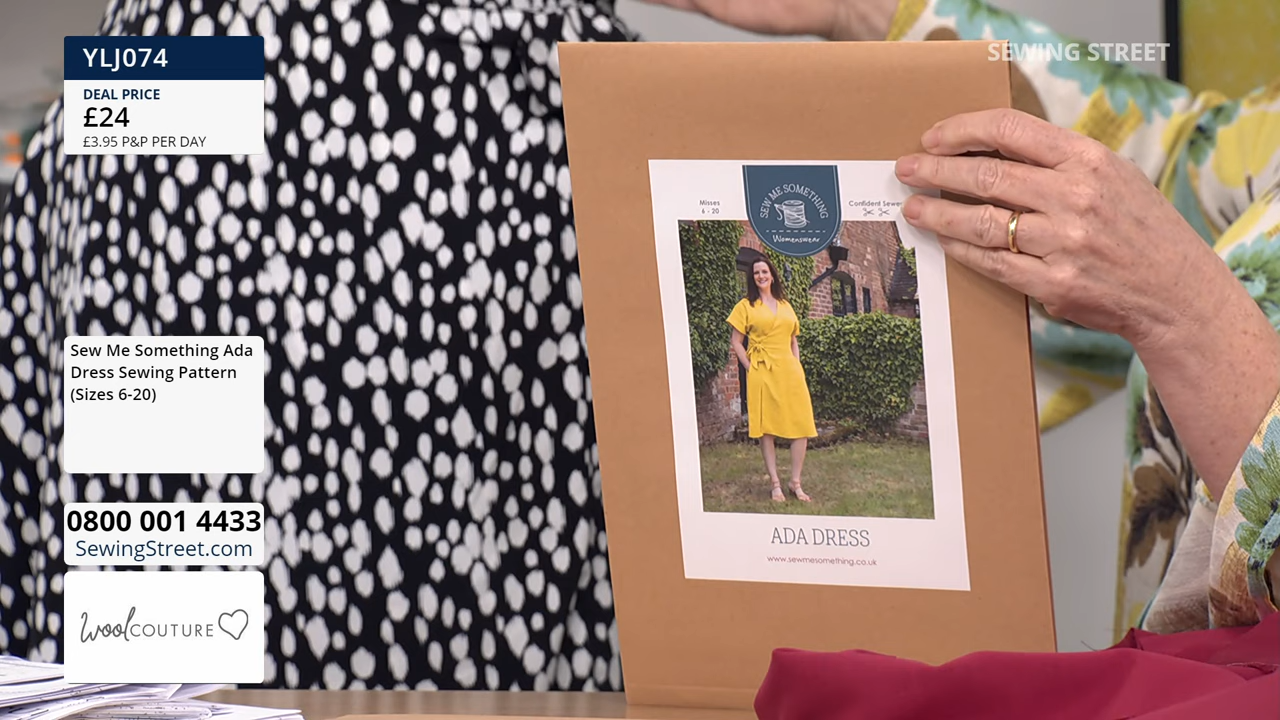 YLJ074
DEAL PRICE
£24
£3.95 P&P PER DAY
Sew Me Something Ada
Dress Sewing Pattern
(Sizes 6-20)
0800 001 4433
SewingStreet.com
Wool COUTURE
SEWING STREET
SEW ME SOMETHING
Womenswear
Misses
6 - 20
Confident Sewer
ADA DRESS
www.sewmesomething.co.uk